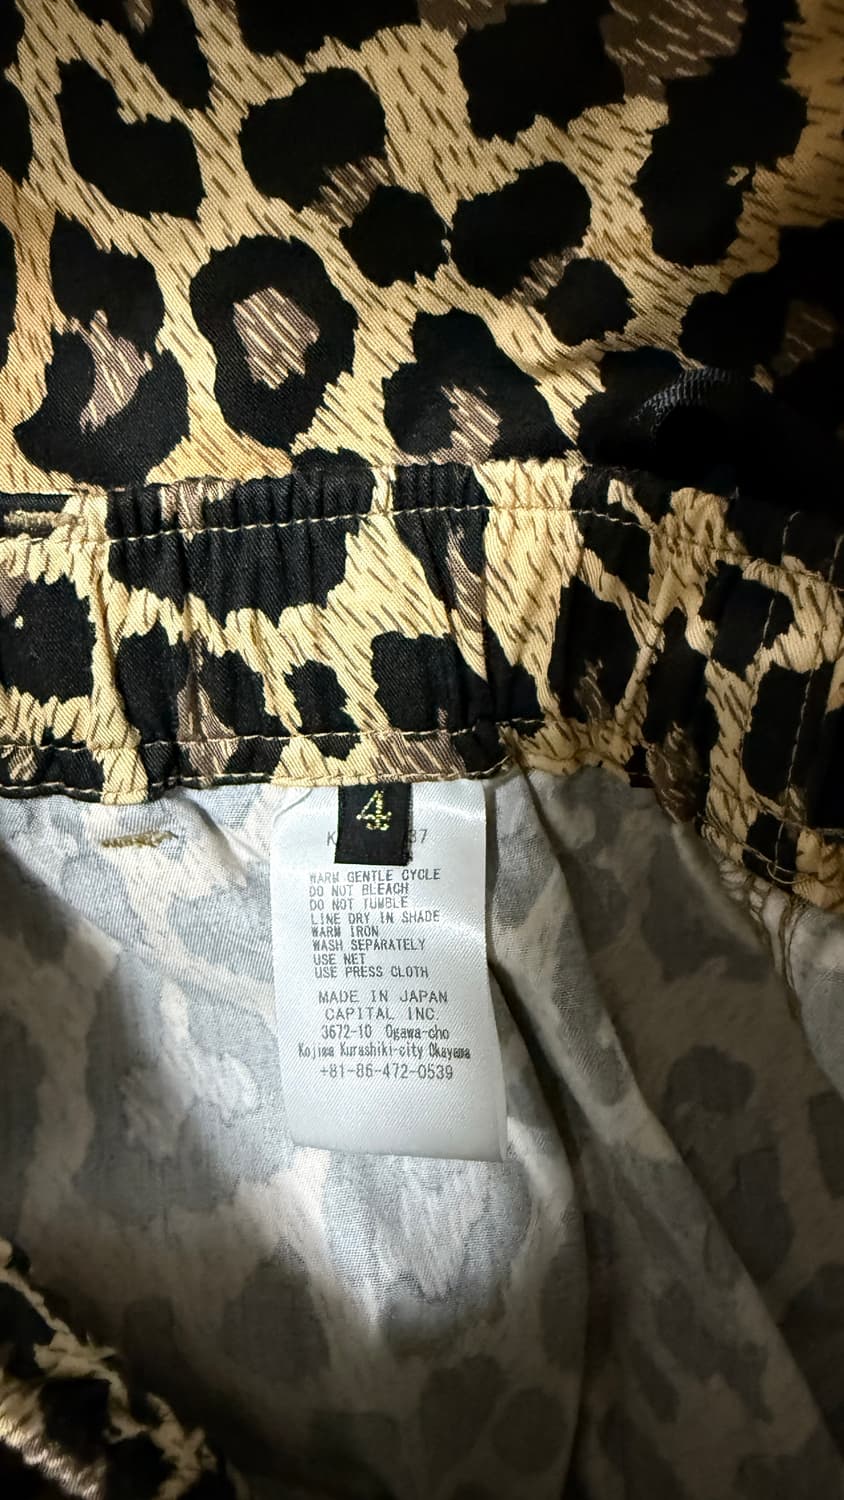 4
WARM GENTLE CYCLE
DO NOT BLEACH
DO NOT TUMBLE
LINE DRY IN SHADE
WARM IRON
WASH SEPARATELY
USE NET
USE PRESS CLOTH
MADE IN JAPAN
CAPITAL INC.
3672-10 Ogawa-cho
Kojima Kurashiki-city Okayama
+81-86-472-0539